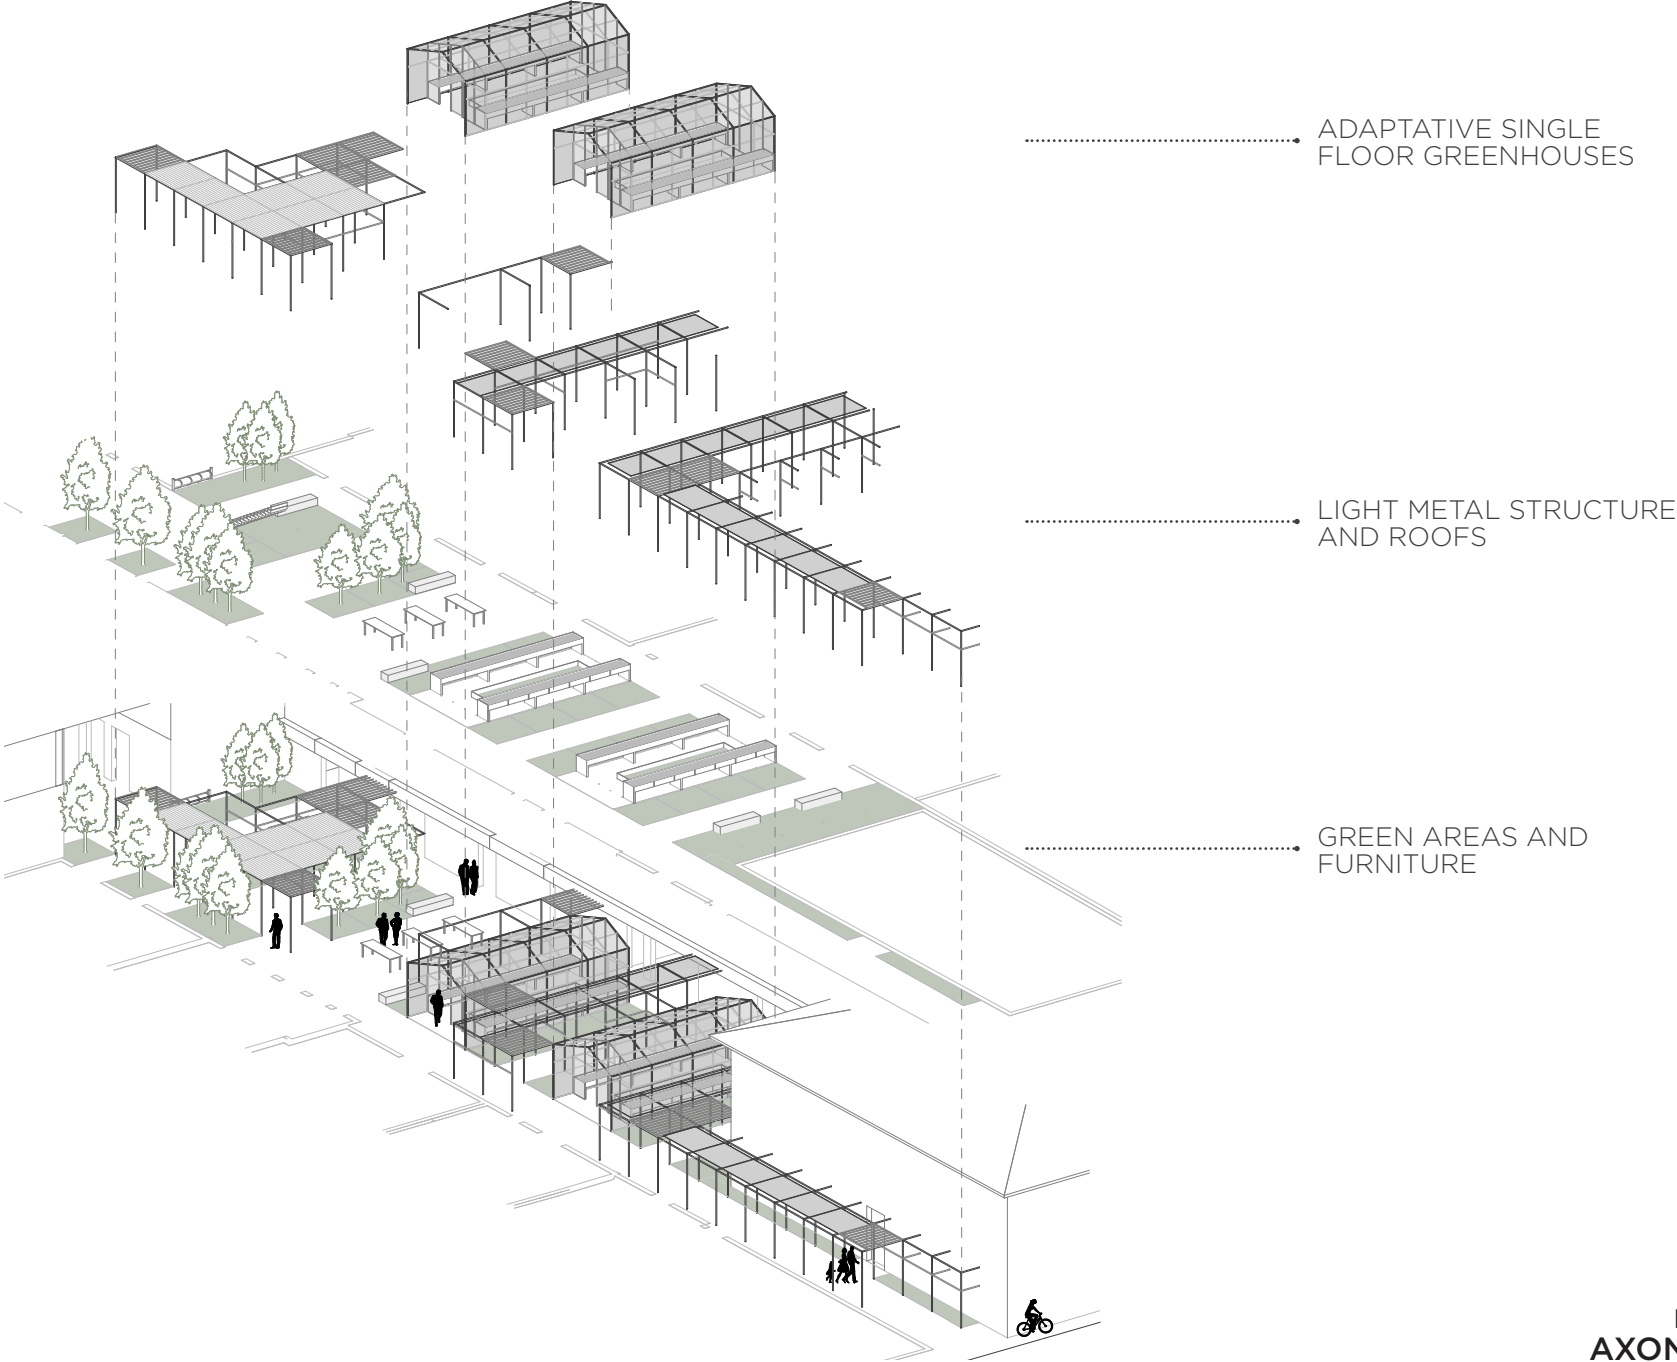 ADAPTATIVE SINGLE
FLOOR GREENHOUSES
LIGHT METAL STRUCTURE
AND ROOFS
GREEN AREAS AND
FURNITURE
AXON